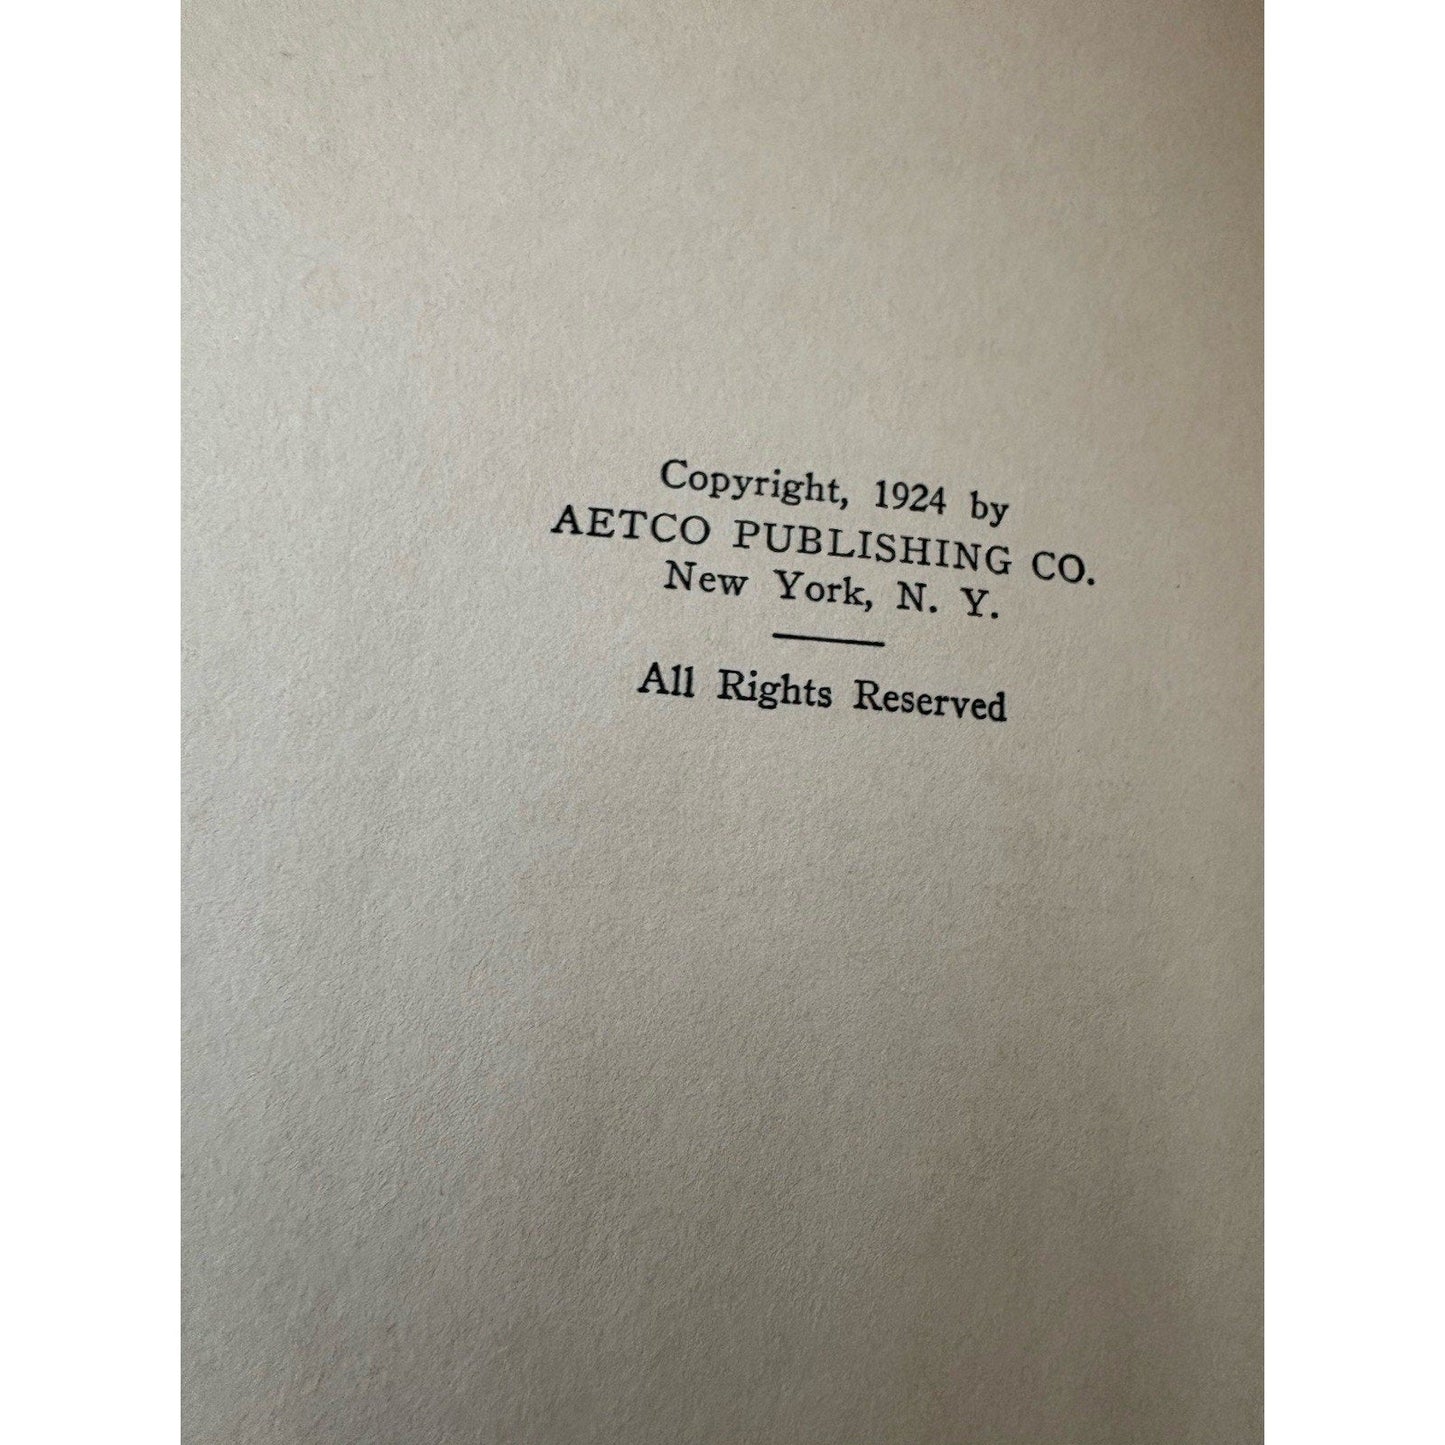 Copyright, 1924 by
AETCO PUBLISHING CO.
New York, N. Y.
All Rights Reserved